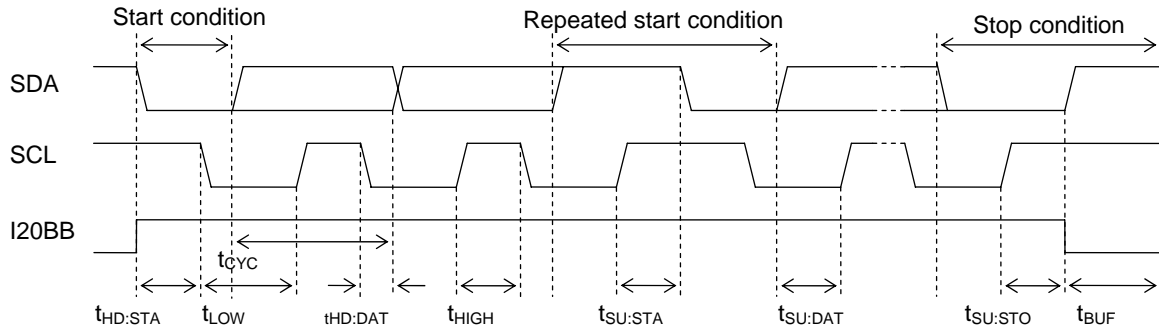 Start condition
Repeated start condition
Stop condition
SDA
SCL
I20BB
tCYC
tHD:STA
tLOW
tHD:DAT
tHIGH
tSU:STA
tSU:DAT
tSU:STO
tBUF